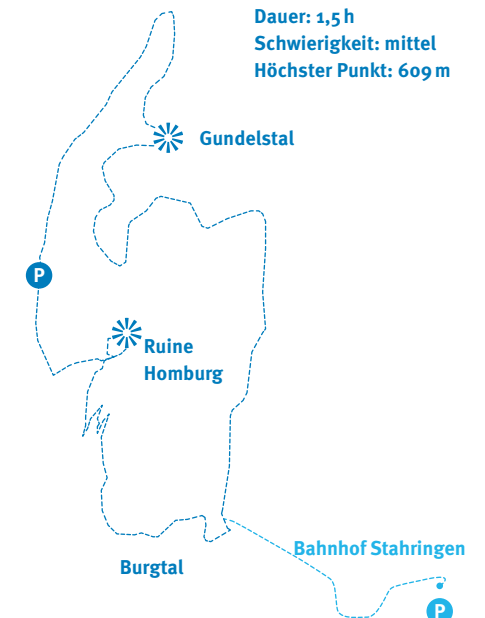 Dauer: 1,5 h
Schwierigkeit: mittel
Höchster Punkt: 609 m
Gundelstal
P
Ruine
Homburg
Bahnhof Stahringen
Burgtal
P